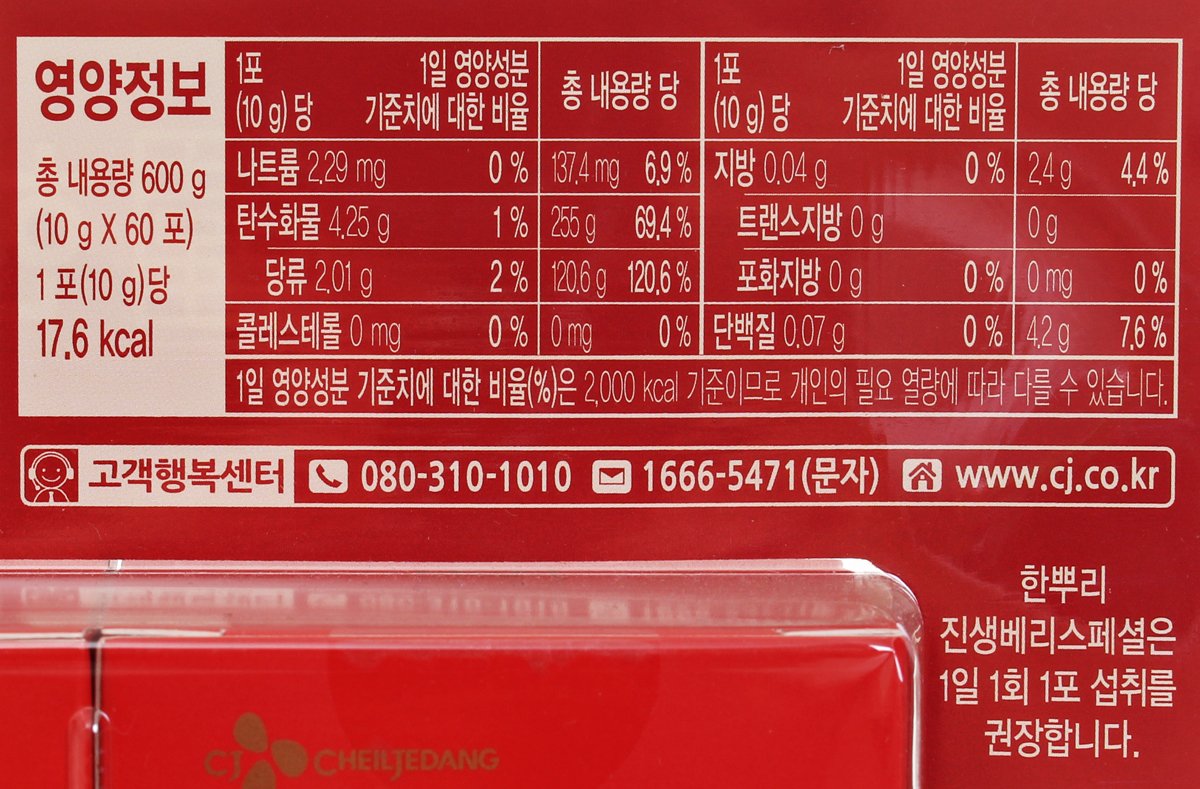 영양정보
총 내용량 600 g
(10 g X 60 포)
1 포(10 g)당
17.6 kcal
1포 1일 영양성분 총 내용량 당 1포 1일 영양성분 총 내용량 당
(10 g) 당 기준치에 대한 비율 (10 g) 당 기준치에 대한 비율
나트륨 2.29 mg 0 % 137.4 mg 6.9 % 지방 0.04 g 0 % 2.4 g 4.4 %
탄수화물 4.25 g 1 % 255 g 69.4 % 트랜스지방 0 g 0 g
당류 2.01 g 2 % 120.6 g 120.6 % 포화지방 0 g 0 % 0 mg 0 %
콜레스테롤 0 mg 0 % 0 mg 0 % 단백질 0.07 g 0 % 4.2 g 7.6 %
1일 영양성분 기준치에 대한 비율(%)은 2,000 kcal 기준이므로 개인의 필요 열량에 따라 다를 수 있습니다.
고객행복센터 080-310-1010 1666-5471(문자) www.cj.co.kr
한뿌리
진생베리스페셜은
1일 1회 1포 섭취를
권장합니다.
CJ CHEILJEDANG